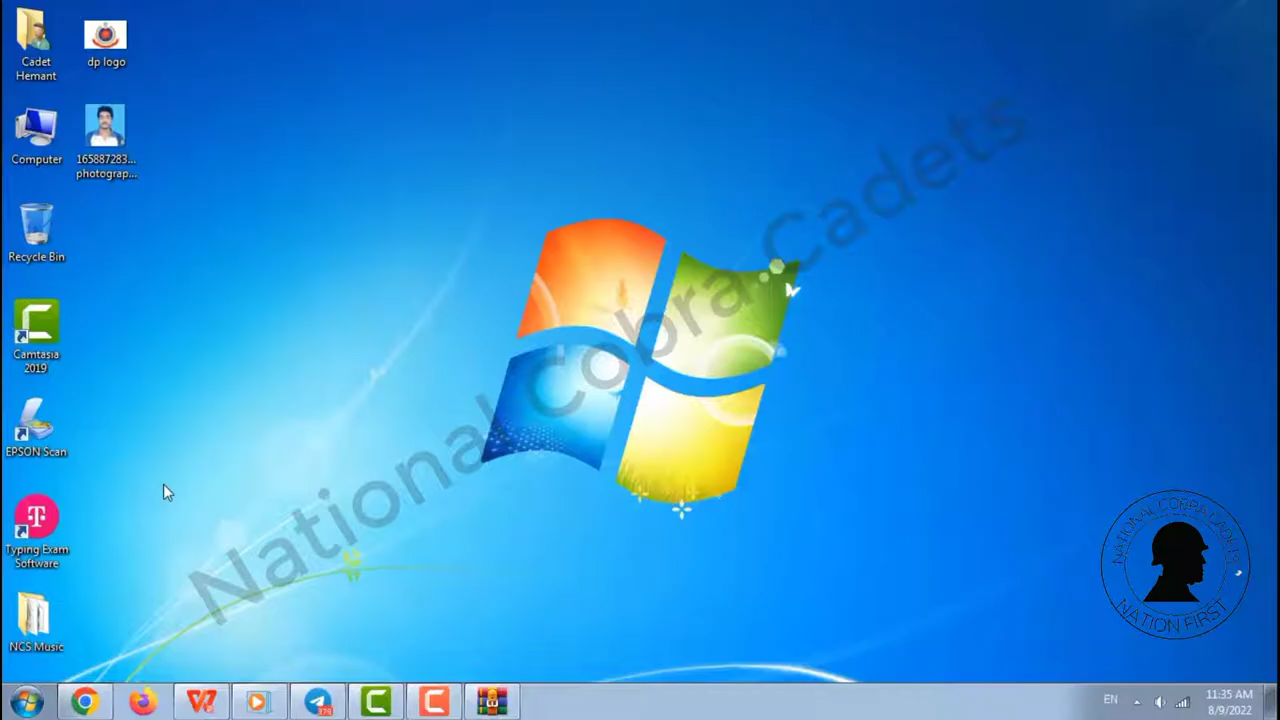 Cadet
Hemant
dp logo
Computer
165887283...
photograp...
Recycle Bin
Camtasia
2019
EPSON Scan
T
Typing Exam
Software
NCS Music
National Cobra Cadets
NATIONAL COBRA CADETS
NATION FIRST
379
EN
11:35 AM
8/9/2022